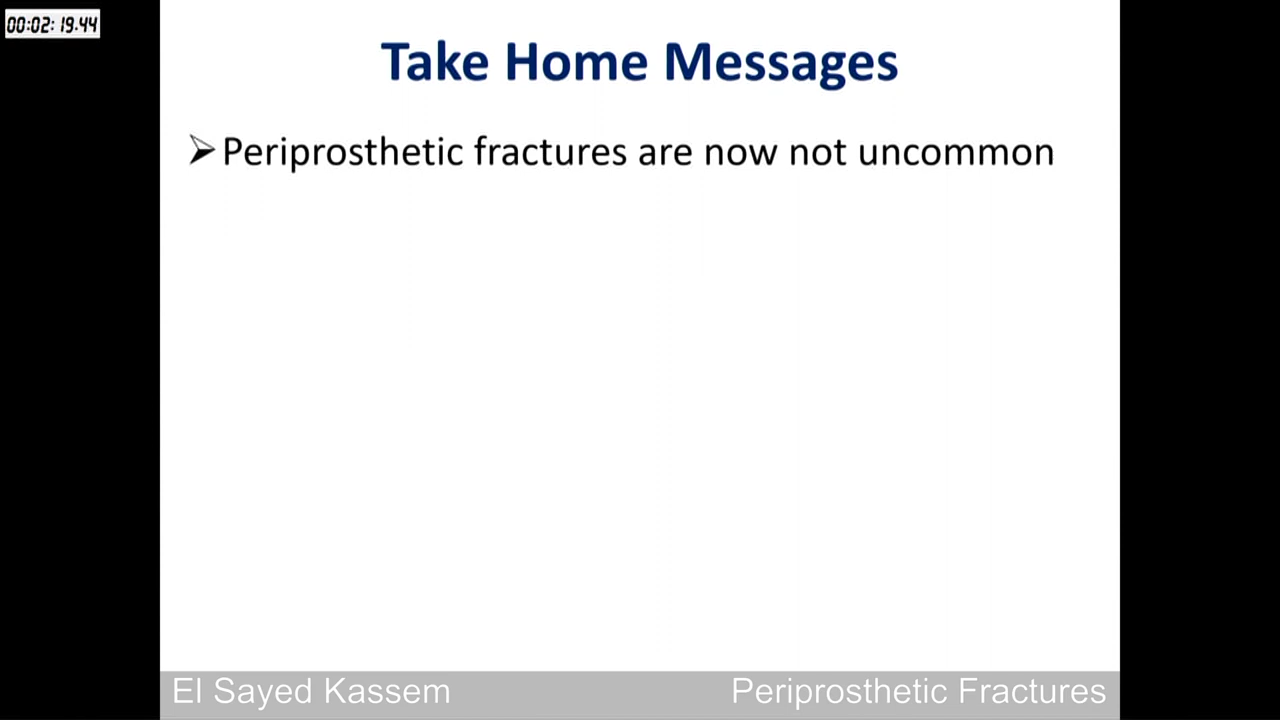 00:02:19.44
Take Home Messages
➢Periprosthetic fractures are now not uncommon
El Sayed Kassem
Periprosthetic Fractures